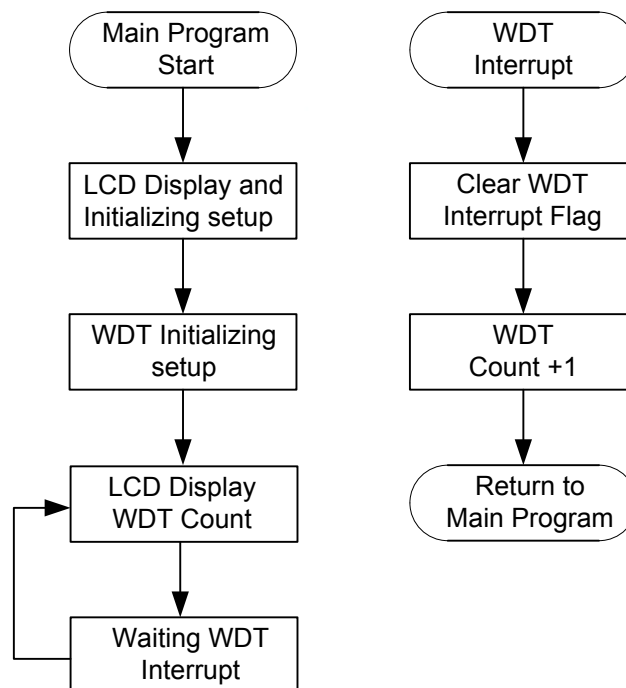 Main Program
Start
LCD Display and
Initializing setup
WDT Initializing
setup
LCD Display
WDT Count
Waiting WDT
Interrupt
WDT
Interrupt
Clear WDT
Interrupt Flag
WDT
Count +1
Return to
Main Program